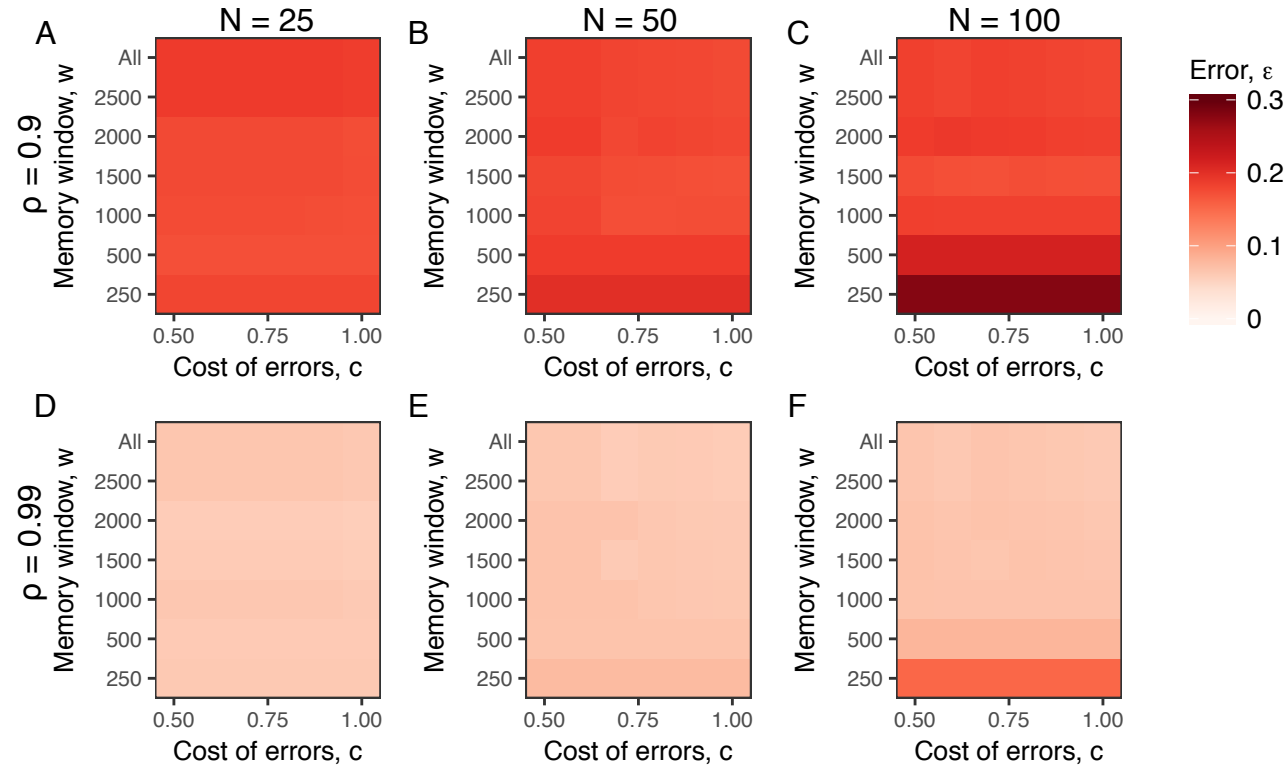 N = 25
N = 50
N = 100
A
B
C
ρ = 0.9
Memory window, w
All
2500
2000
1500
1000
500
250
0.50
0.75
1.00
Cost of errors, c
Memory window, w
All
2500
2000
1500
1000
500
250
0.50
0.75
1.00
Cost of errors, c
Memory window, w
All
2500
2000
1500
1000
500
250
0.50
0.75
1.00
Cost of errors, c
Error, ε
0.3
0.2
0.1
0
D
E
F
ρ = 0.99
Memory window, w
All
2500
2000
1500
1000
500
250
0.50
0.75
1.00
Cost of errors, c
Memory window, w
All
2500
2000
1500
1000
500
250
0.50
0.75
1.00
Cost of errors, c
Memory window, w
All
2500
2000
1500
1000
500
250
0.50
0.75
1.00
Cost of errors, c